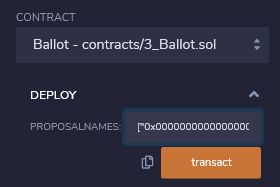 CONTRACT
Ballot - contracts/3_Ballot.sol
DEPLOY
PROPOSALNAMES: ["0x0000000000000000
transact